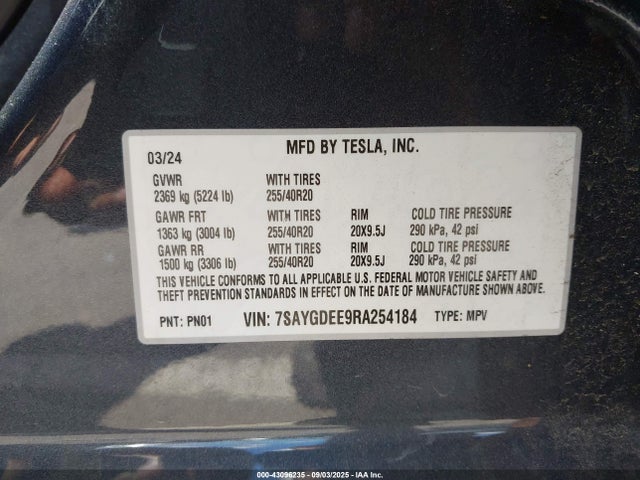 MFD BY TESLA, INC.
03/24
GVWR WITH TIRES
2369 kg (5224 lb) 255/40R20
GAWR FRT WITH TIRES RIM COLD TIRE PRESSURE
1363 kg (3004 lb) 255/40R20 20X9.5J 290 kPa, 42 psi
GAWR RR WITH TIRES RIM COLD TIRE PRESSURE
1500 kg (3306 lb) 255/40R20 20X9.5J 290 kPa, 42 psi
THIS VEHICLE CONFORMS TO ALL APPLICABLE U.S. FEDERAL MOTOR VEHICLE SAFETY AND
THEFT PREVENTION STANDARDS IN EFFECT ON THE DATE OF MANUFACTURE SHOWN ABOVE.
PNT: PN01 VIN: 7SAYGDEE9RA254184 TYPE: MPV
000-43096235 - 09/03/2025 - IAA Inc.